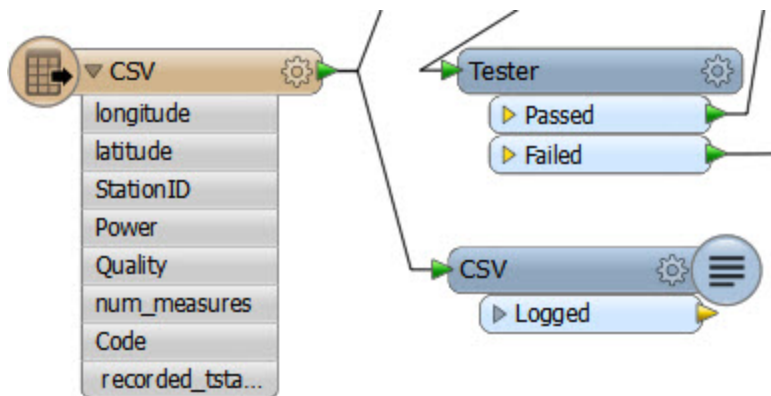 CSV
longitude
latitude
StationID
Power
Quality
num_measures
Code
recorded_tsta...
Tester
Passed
Failed
CSV
Logged